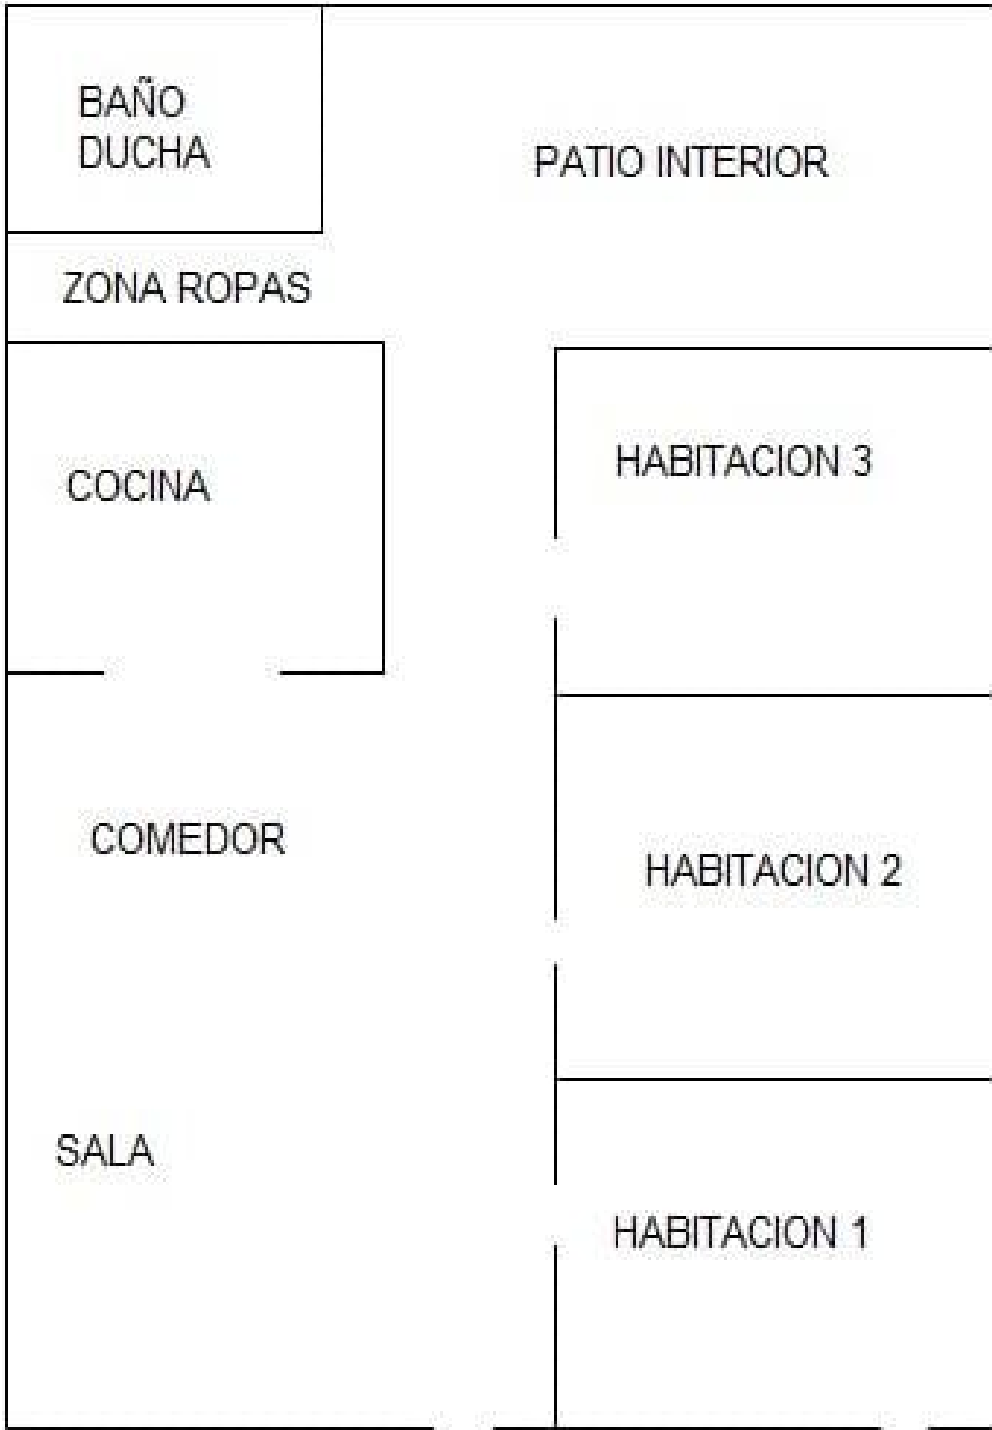 BAÑO
DUCHA
PATIO INTERIOR
ZONA ROPAS
COCINA
HABITACION 3
COMEDOR
HABITACION 2
SALA
HABITACION 1